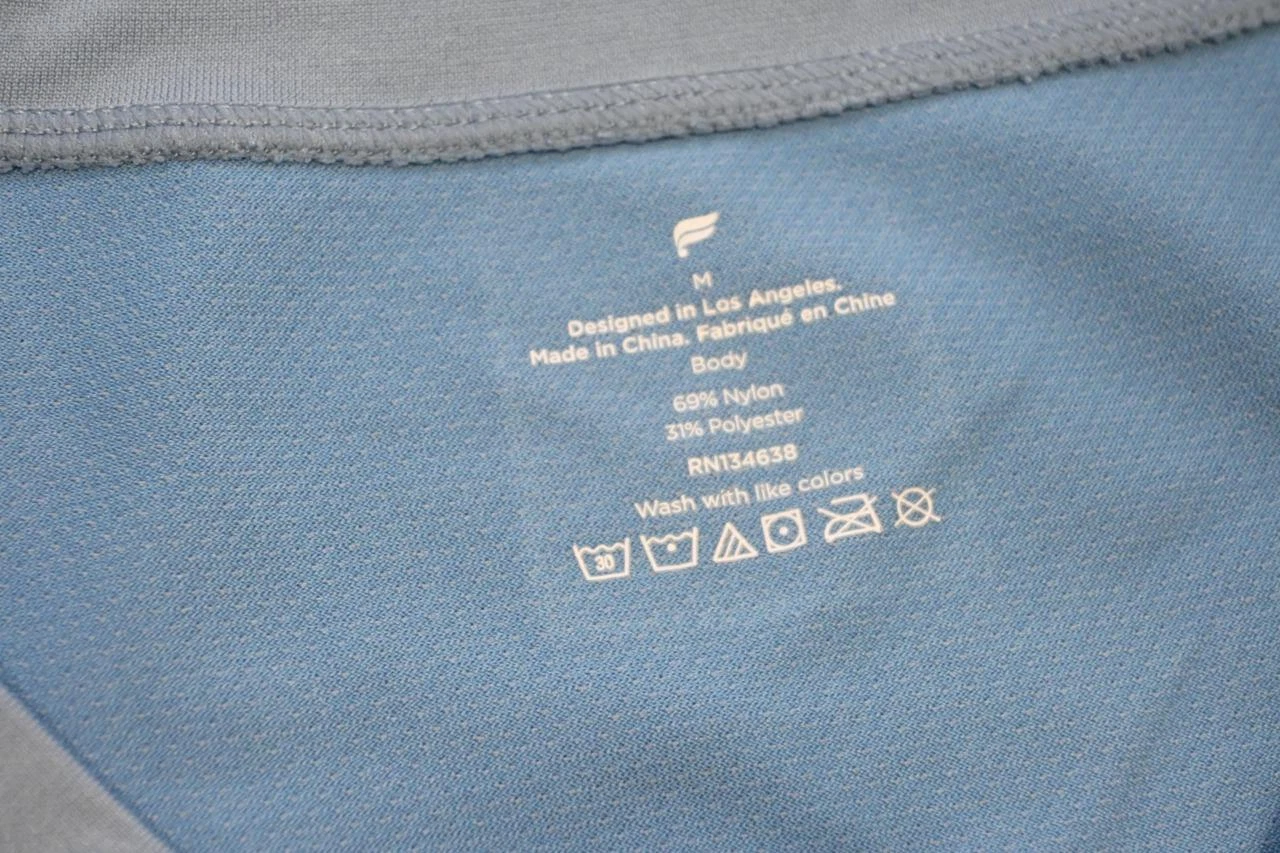 M
Designed in Los Angeles.
Made in China. Fabriqué en Chine
Body
69% Nylon
31% Polyester
RN134638
Wash with like colors
30